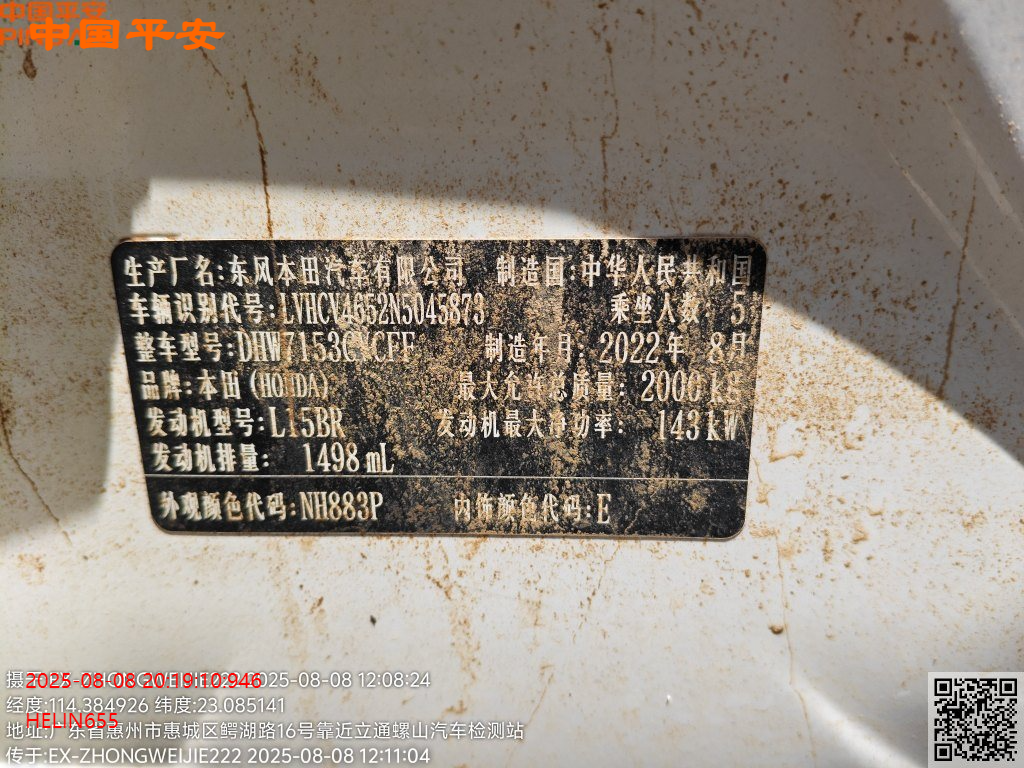 中国平安
中国平安
生产厂名:东风本田汽车有限公司 制造国:中华人民共和国
车辆识别代号:LVHCV4652N5045873 乘坐人数:5
整车型号:DHW7153CYCFF 制造年月:2022年 8月
品牌:本田(HONDA) 最大允许总质量:2000kg
发动机型号:L15BR 发动机最大净功率:143kW
发动机排量:1498mL
外观颜色代码:NH883P 内饰颜色代码:E
2025-08-08 12:08:24
2025-08-08 20:19:12:946
经度:114.384926 纬度:23.085141
HELIN655
地址:广东省惠州市惠城区鳄湖路16号靠近立通螺山汽车检测站
传于:EX-ZHONGWEIJIE222 2025-08-08 12:11:04